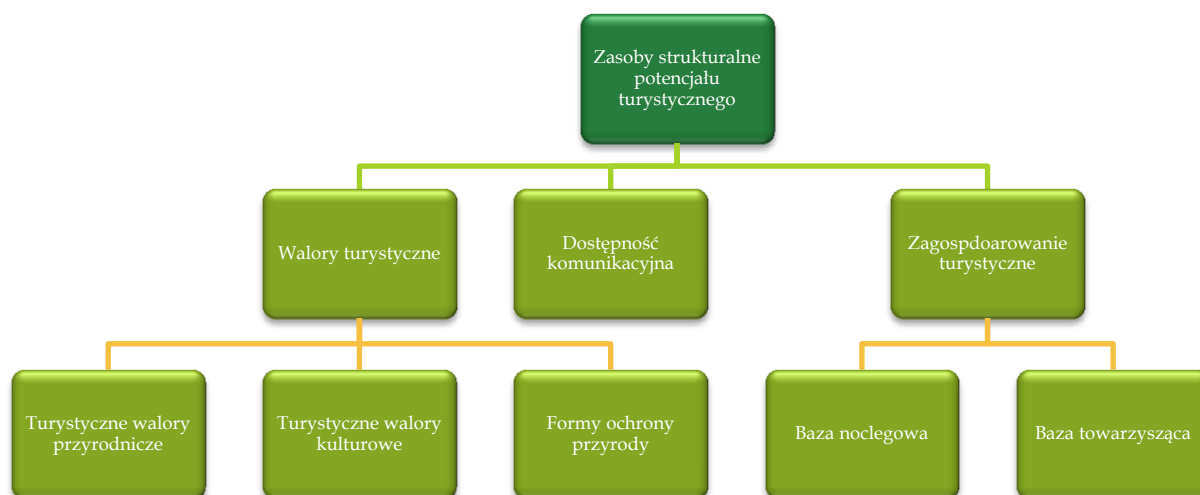 Zasoby strukturalne
potencjału
turystycznego
Walory turystyczne
Dostępność
komunikacyjna
Zagospdoarowanie
turystyczne
Turystyczne walory
przyrodnicze
Turystyczne walory
kulturowe
Formy ochrony
przyrody
Baza noclegowa
Baza towarzysząca